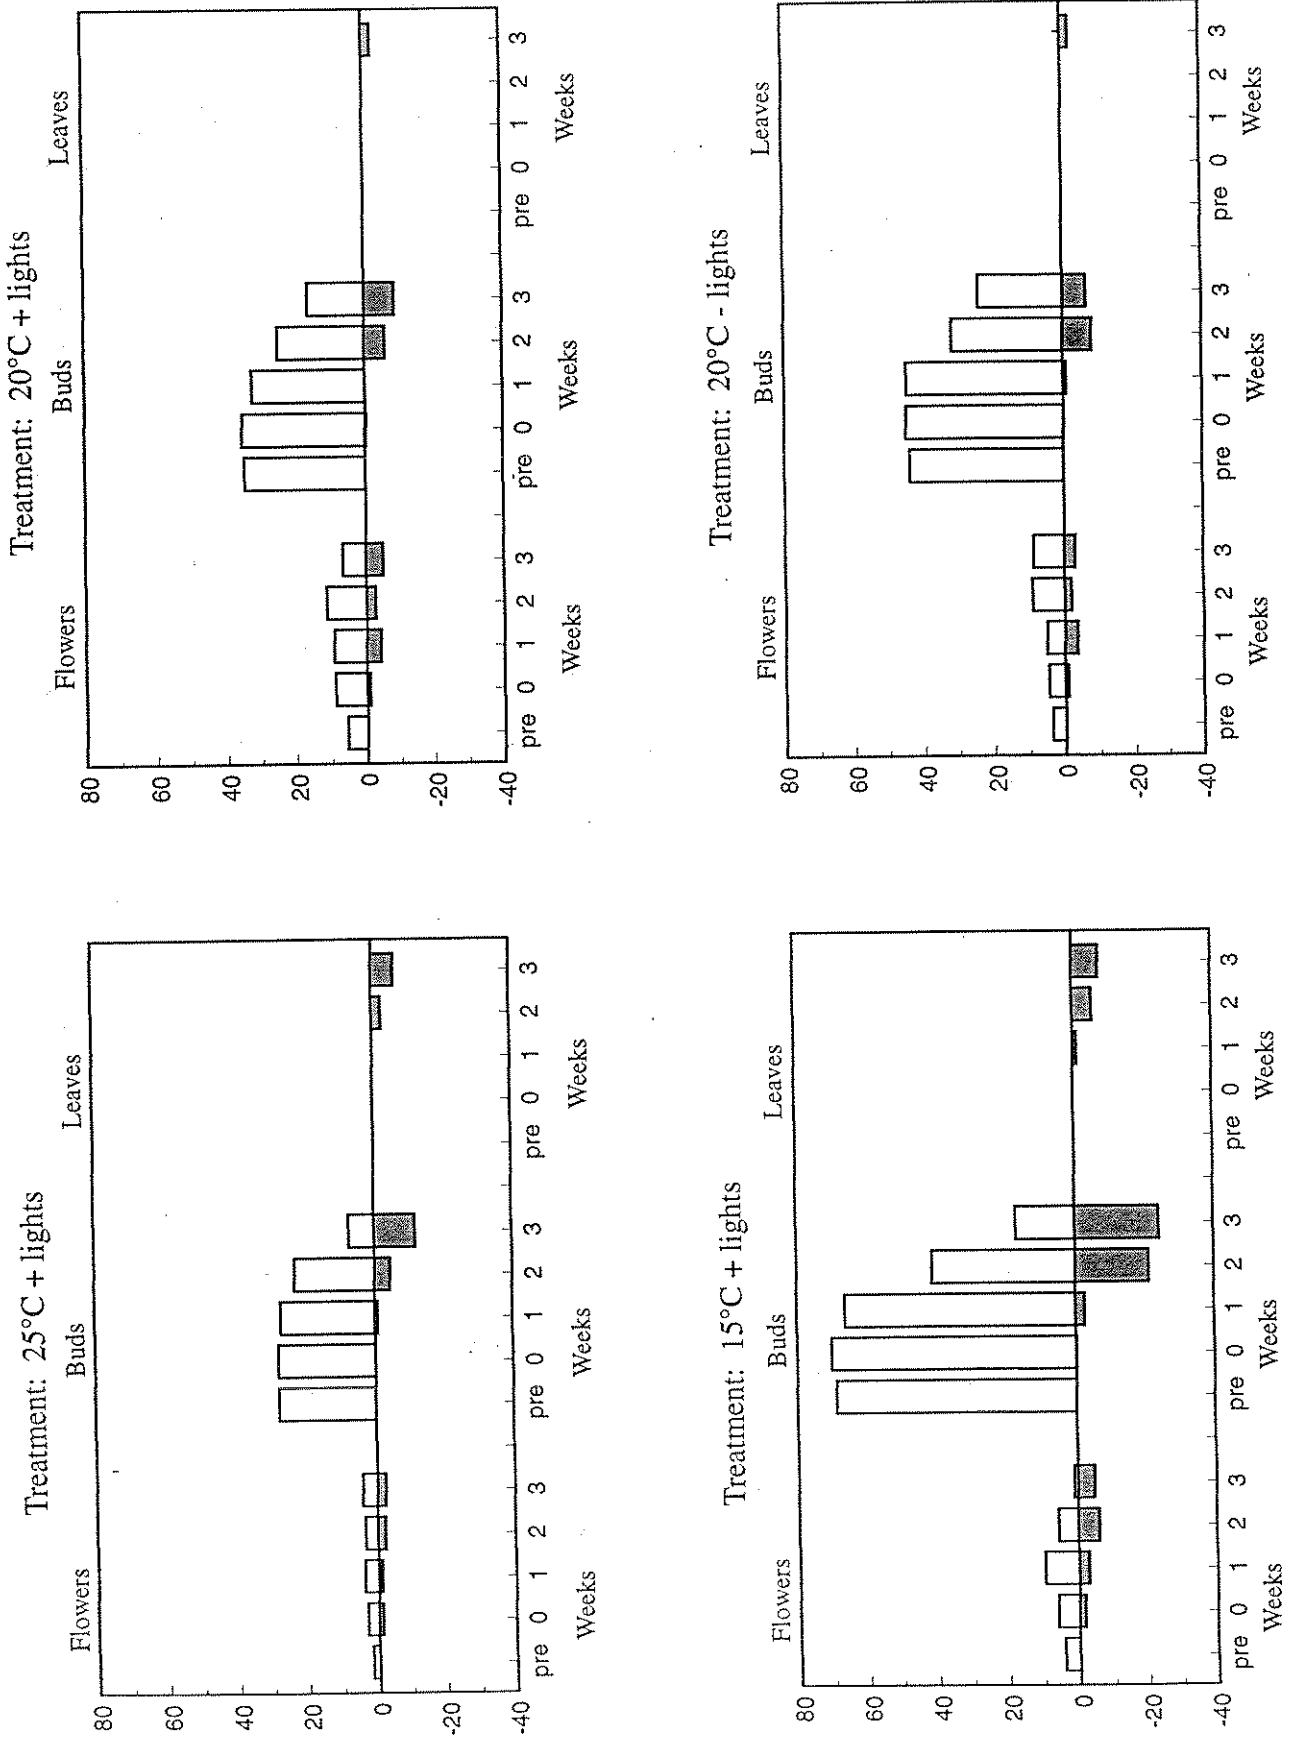 Treatment: 25°C + lights
Flowers Buds Leaves
80
60
40
20
0
-20
-40
pre 0 1 2 3 pre 0 1 2 3 pre 0 1 2 3
Weeks Weeks Weeks
Treatment: 20°C + lights
Flowers Buds Leaves
80
60
40
20
0
-20
-40
pre 0 1 2 3 pre 0 1 2 3 pre 0 1 2 3
Weeks Weeks Weeks
Treatment: 15°C + lights
Flowers Buds Leaves
80
60
40
20
0
-20
-40
pre 0 1 2 3 pre 0 1 2 3 pre 0 1 2 3
Weeks Weeks Weeks
Treatment: 20°C - lights
Flowers Buds Leaves
80
60
40
20
0
-20
-40
pre 0 1 2 3 pre 0 1 2 3 pre 0 1 2 3
Weeks Weeks Weeks